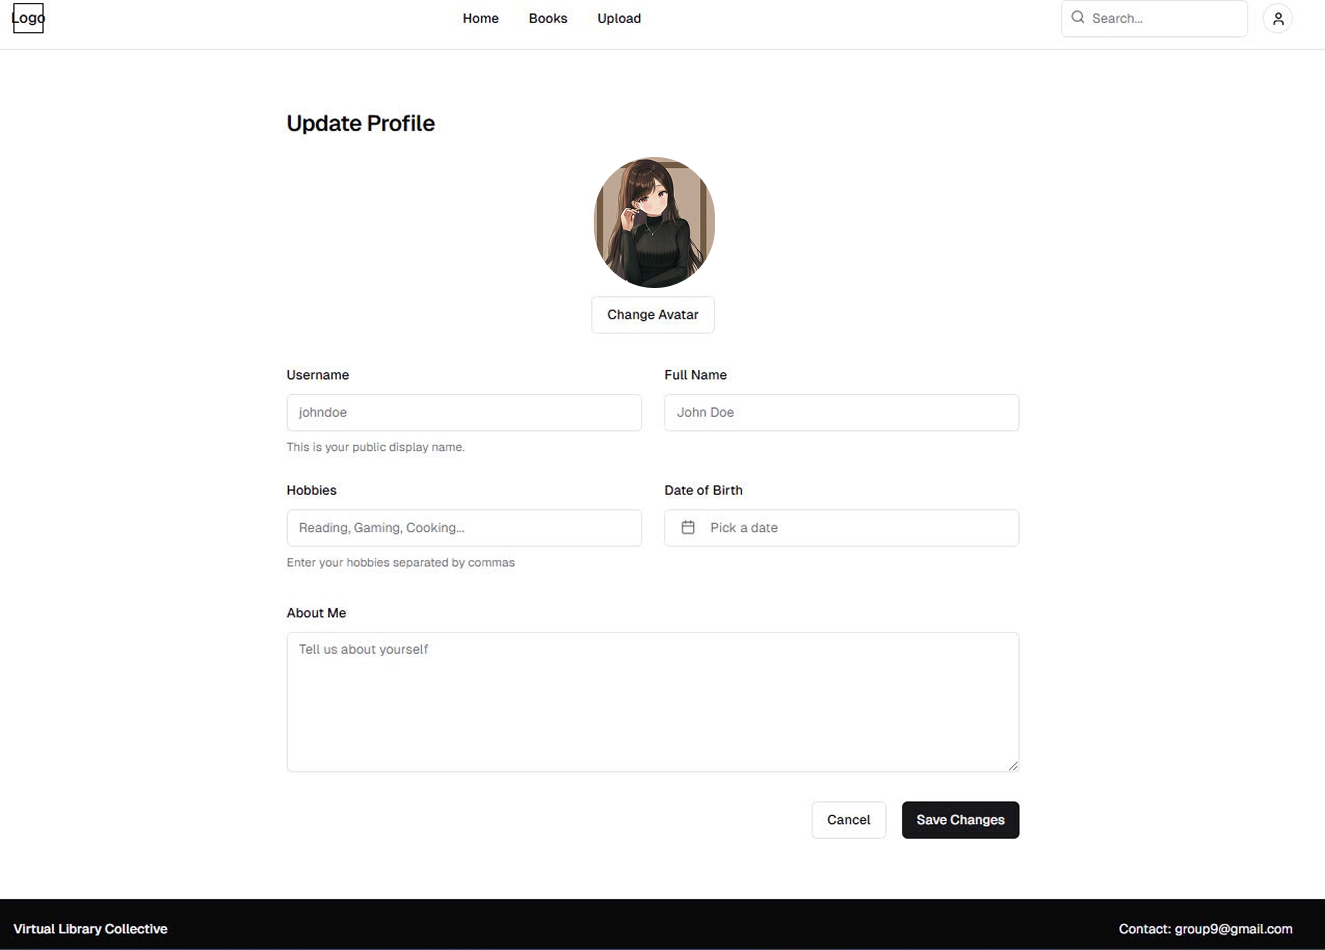 Logo
Home Books Upload
Search...
Update Profile
Change Avatar
Username
Full Name
johndoe
John Doe
This is your public display name.
Hobbies
Date of Birth
Reading, Gaming, Cooking...
Pick a date
Enter your hobbies separated by commas
About Me
Tell us about yourself
Cancel
Save Changes
Virtual Library Collective
Contact: group9@gmail.com